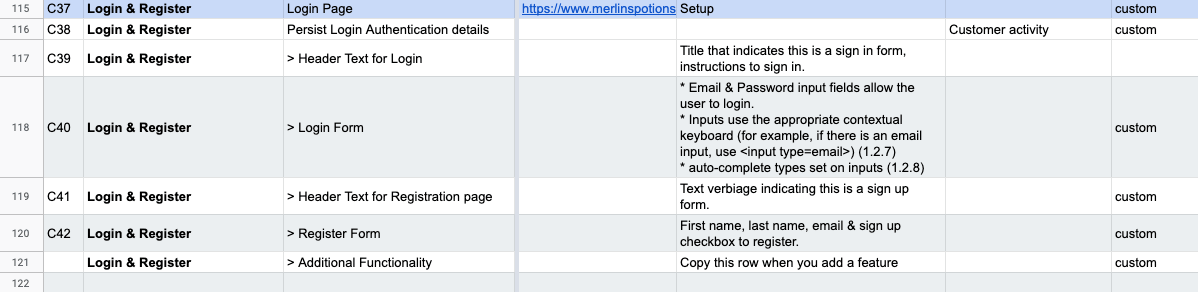 115 C37 Login & Register Login Page https://www.merlinspotions Setup custom
116 C38 Login & Register Persist Login Authentication details Customer activity custom
117 C39 Login & Register > Header Text for Login Title that indicates this is a sign in form,
instructions to sign in.
118 C40 Login & Register > Login Form * Email & Password input fields allow the
user to login.
* Inputs use the appropriate contextual
keyboard (for example, if there is an email
input, use <input type=email>) (1.2.7)
* auto-complete types set on inputs (1.2.8)
custom
119 C41 Login & Register > Header Text for Registration page Text verbiage indicating this is a sign up
form.
custom
120 C42 Login & Register > Register Form First name, last name, email & sign up
checkbox to register.
custom
121 Login & Register > Additional Functionality Copy this row when you add a feature custom
122